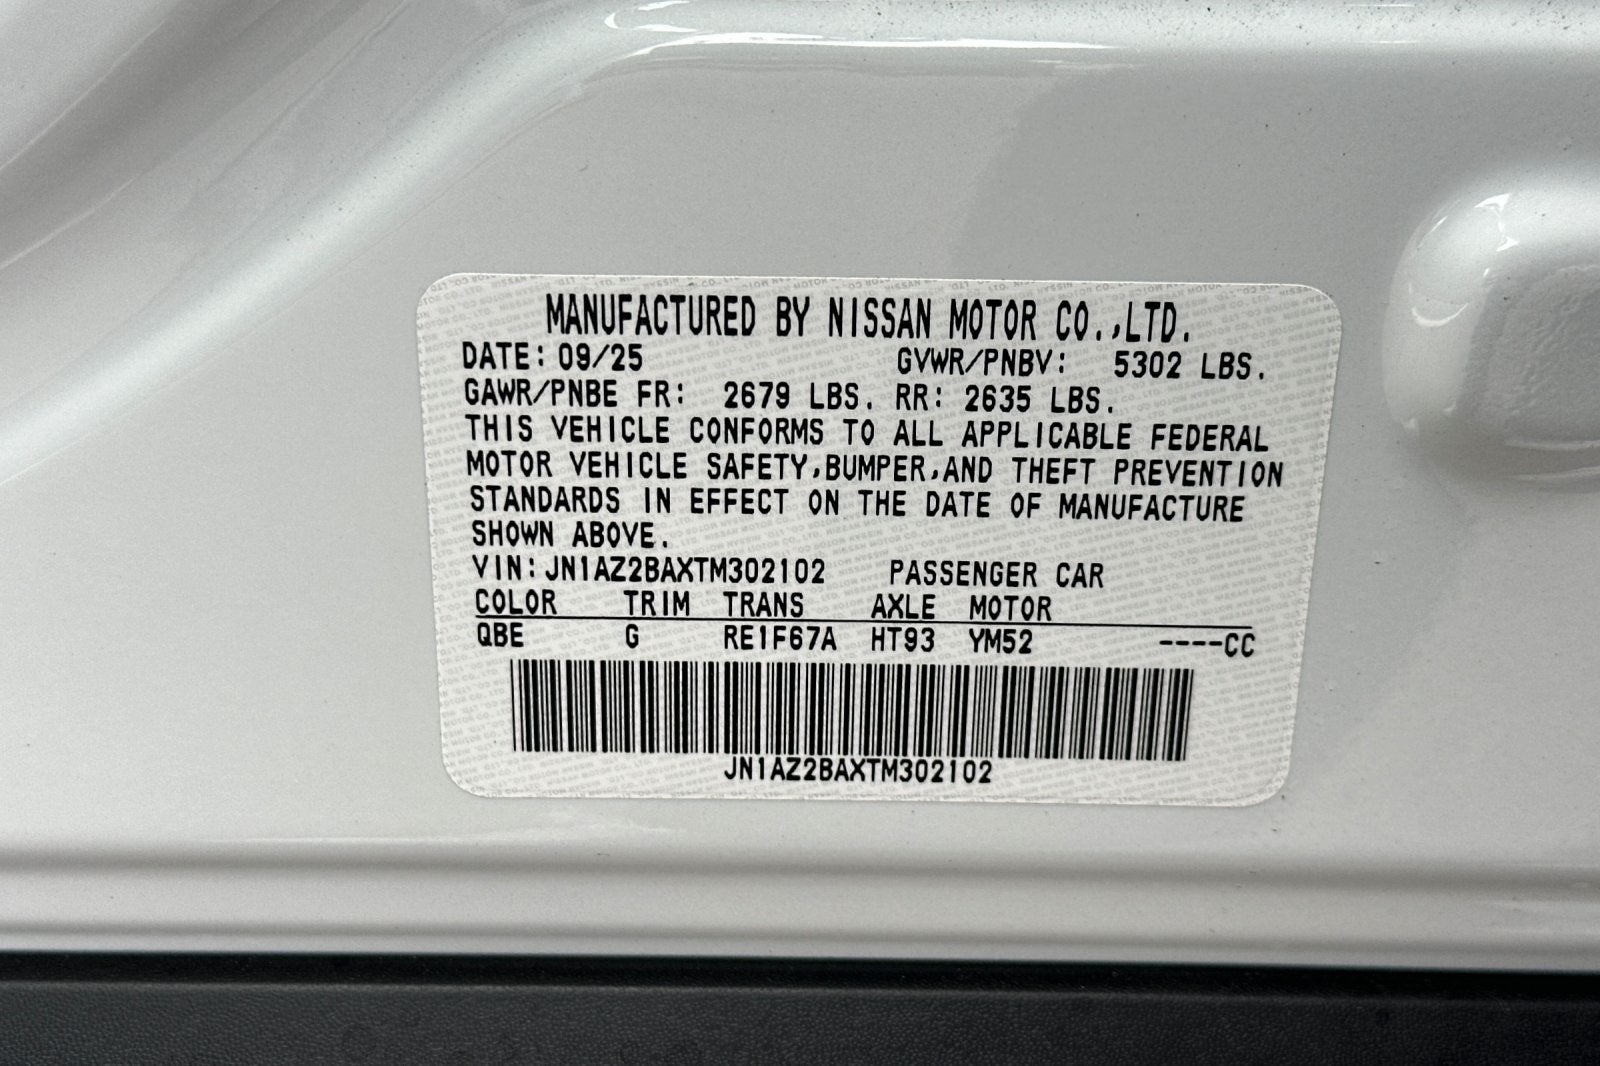 MANUFACTURED BY NISSAN MOTOR CO.,LTD.
DATE: 09/25 GVWR/PNBV: 5302 LBS.
GAWR/PNBE FR: 2679 LBS. RR: 2635 LBS.
THIS VEHICLE CONFORMS TO ALL APPLICABLE FEDERAL
MOTOR VEHICLE SAFETY,BUMPER,AND THEFT PREVENTION
STANDARDS IN EFFECT ON THE DATE OF MANUFACTURE
SHOWN ABOVE.
VIN: JN1AZ2BAXTM302102 PASSENGER CAR
COLOR TRIM TRANS AXLE MOTOR
QBE G RE1F67A HT93 YM52 ----CC
JN1AZ2BAXTM302102